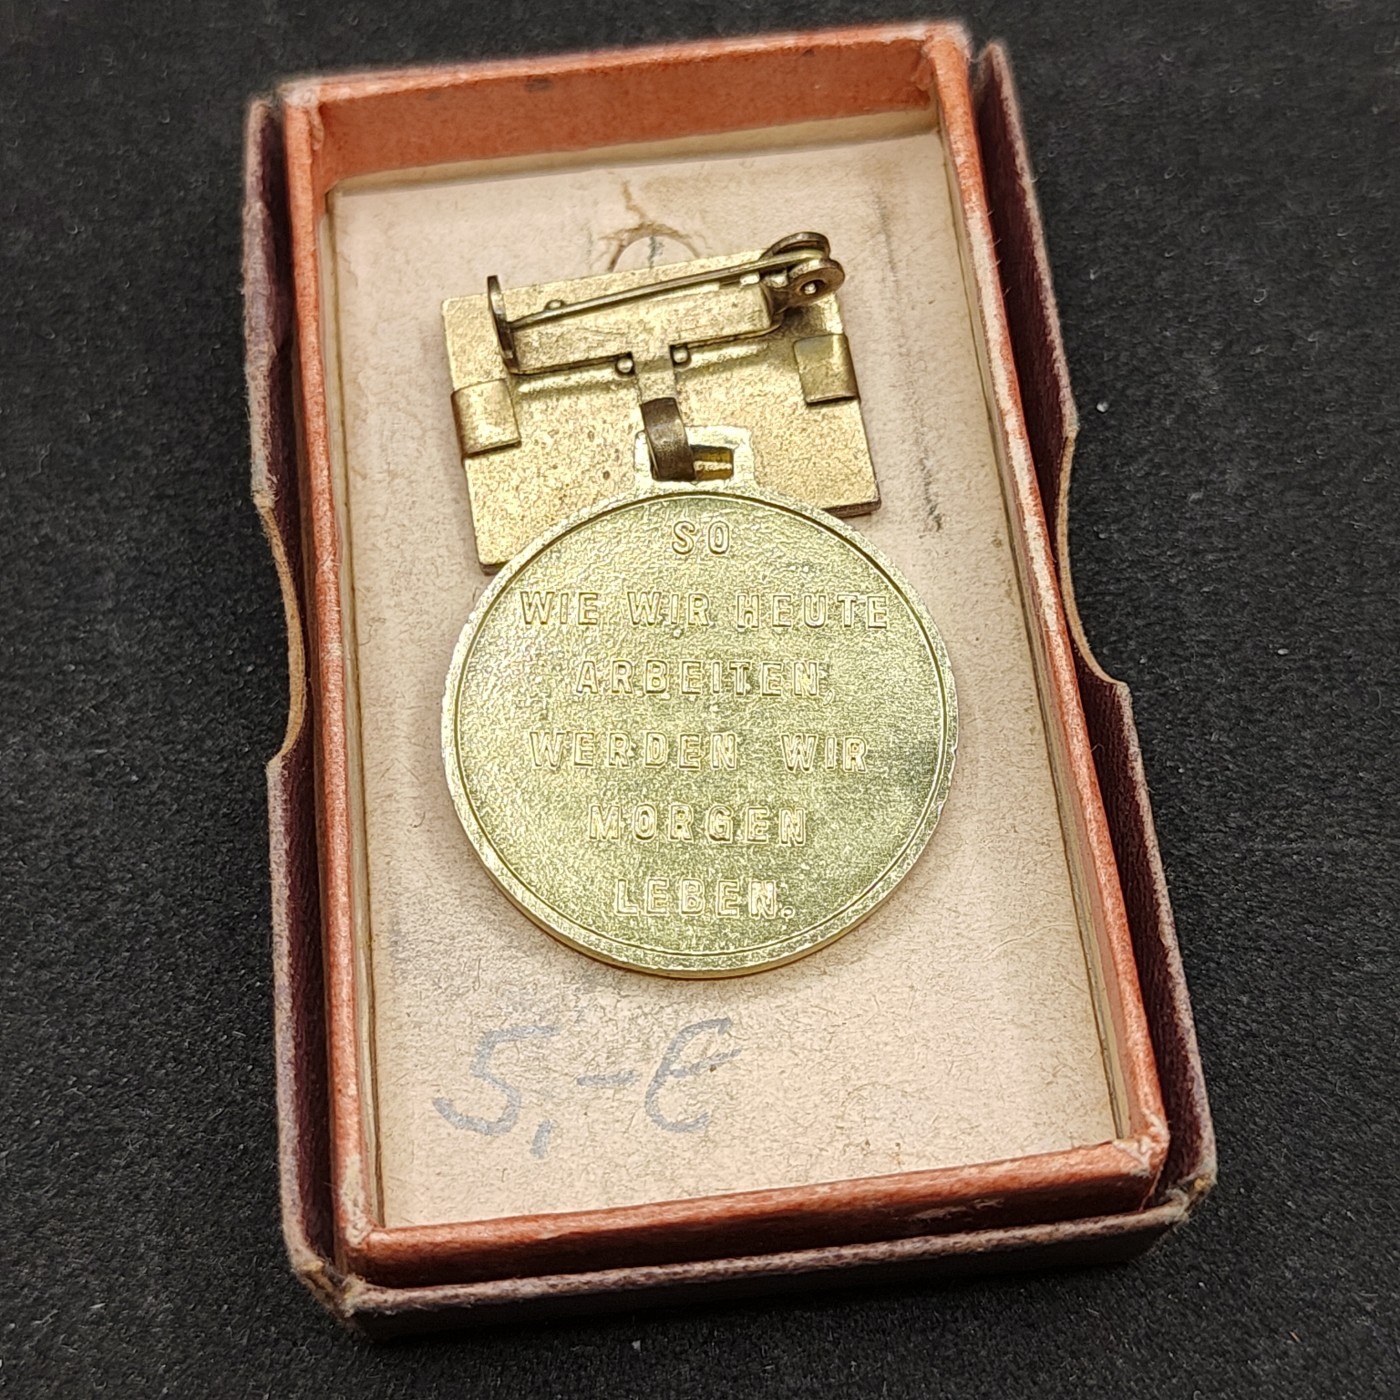 SO
WIE WIR HEUTE
ARBEITEN
WERDEN WIR
MORGEN
LEBEN.
5,-€